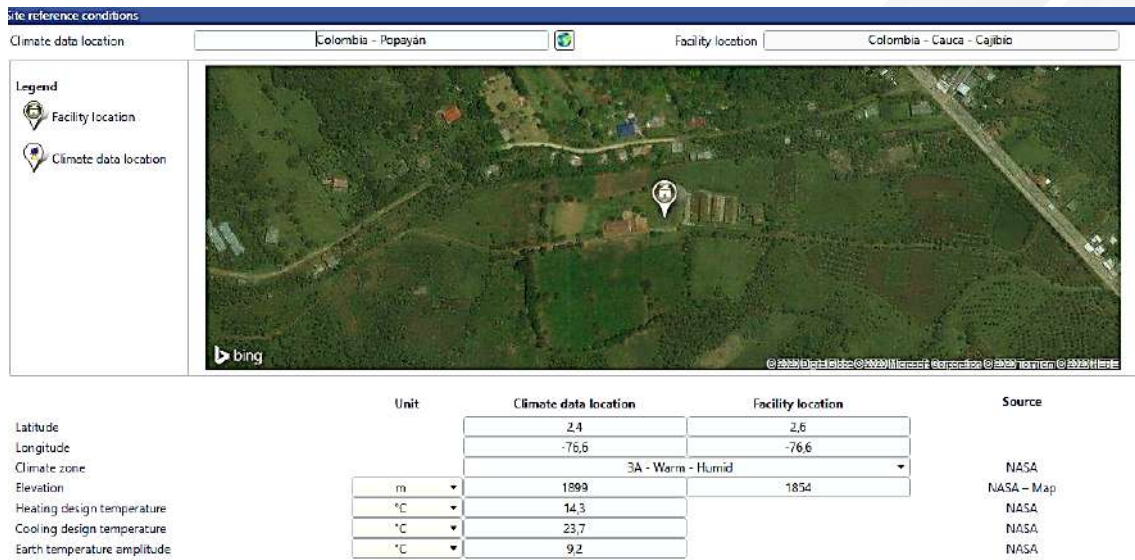 Site reference conditions
Climate data location Colombia - Popayán Facility location Colombia - Cauca - Cajibío
Legend
Facility location
Climate data location
bing
Unit Climate data location Facility location Source
Latitude 2,4 2,6
Longitude -76,6 -76,6
Climate zone 3A - Warm - Humid NASA
Elevation m 1899 1854 NASA – Map
Heating design temperature °C 14,3 NASA
Cooling design temperature °C 23,7 NASA
Earth temperature amplitude °C 9,2 NASA